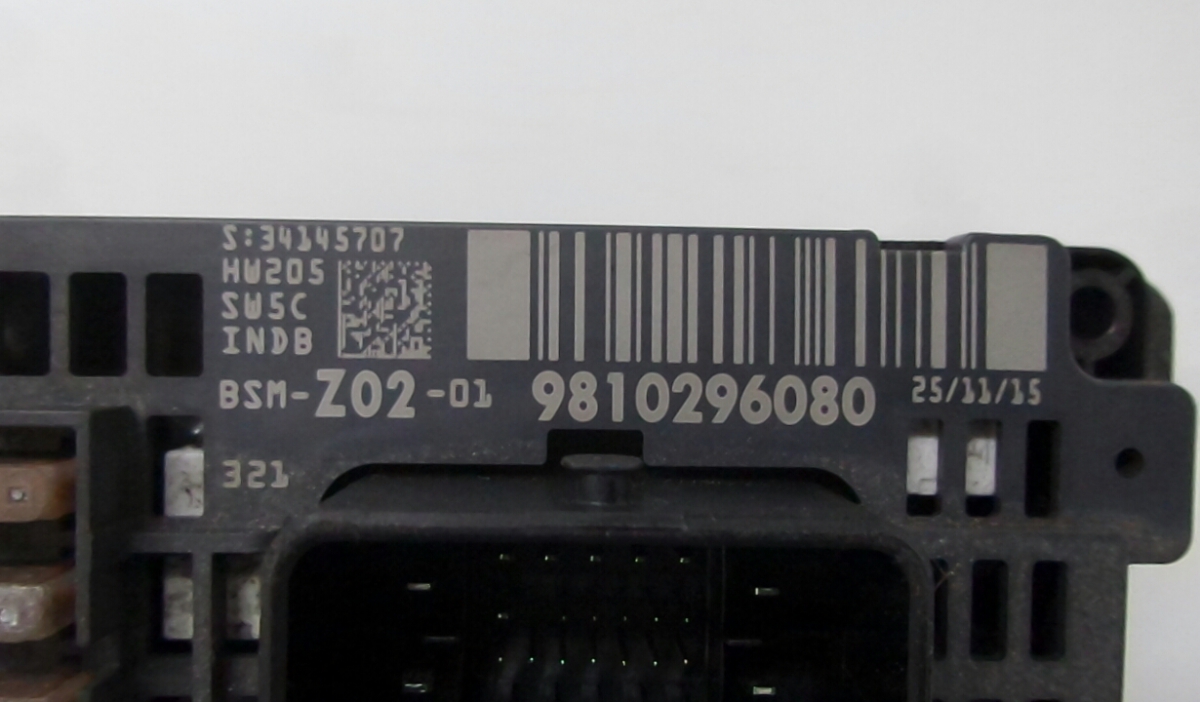 S:34145707
HW205
SW5C
INDB
BSM-Z02-01 9810296080 25/11/15
321